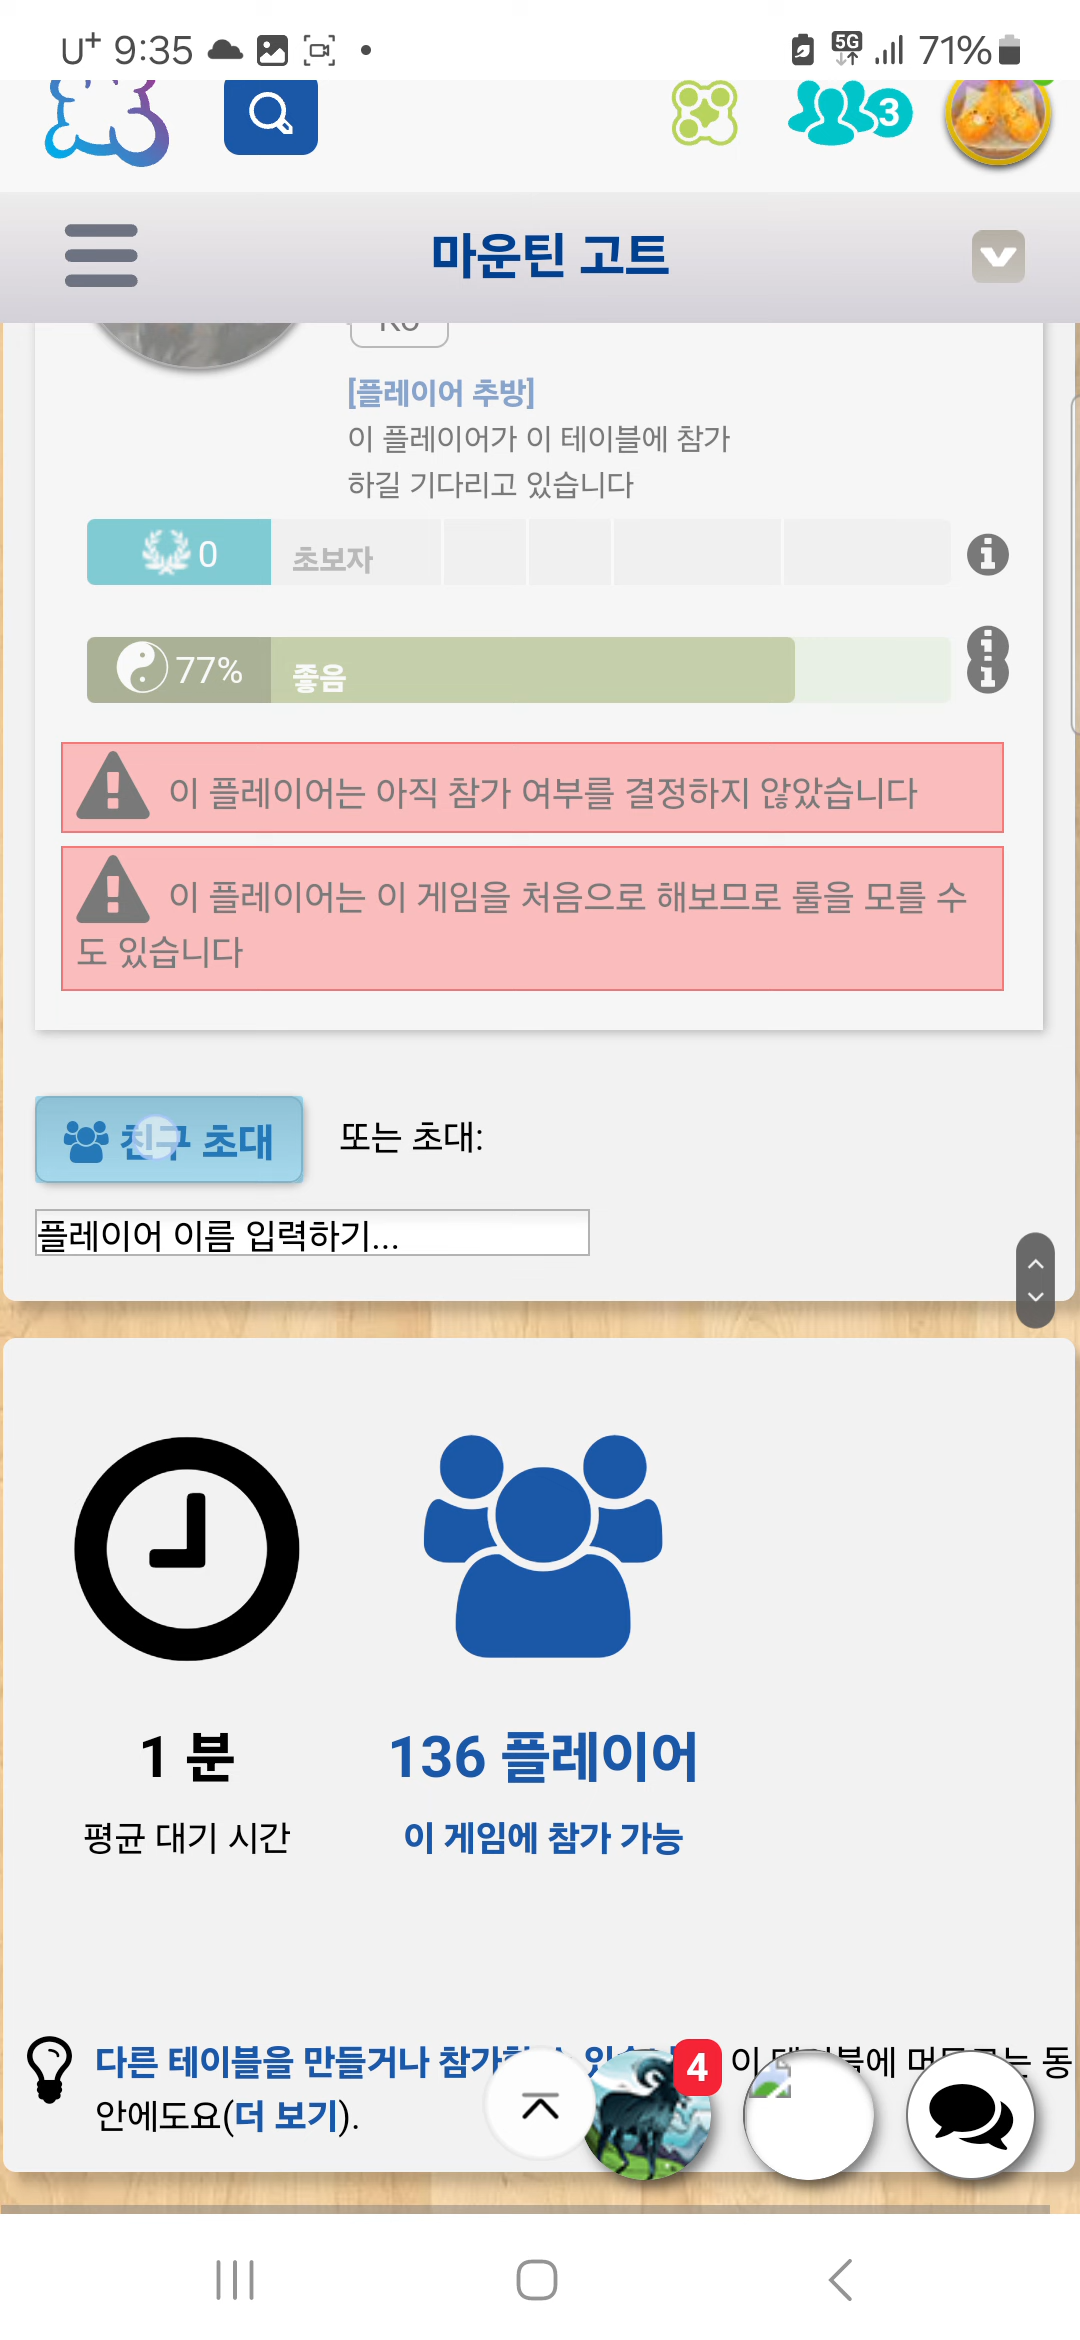 U+ 9:35
5G
71%
3
마운틴 고트
[플레이어 추방]
이 플레이어가 이 테이블에 참가
하길 기다리고 있습니다
0 초보자
77% 좋음
이 플레이어는 아직 참가 여부를 결정하지 않았습니다
이 플레이어는 이 게임을 처음으로 해보므로 룰을 모를 수
도 있습니다
친구 초대 또는 초대:
플레이어 이름 입력하기...
1 분
136 플레이어
평균 대기 시간
이 게임에 참가 가능
다른 테이블을 만들거나 참가 이 동
안에도요(더 보기).
4